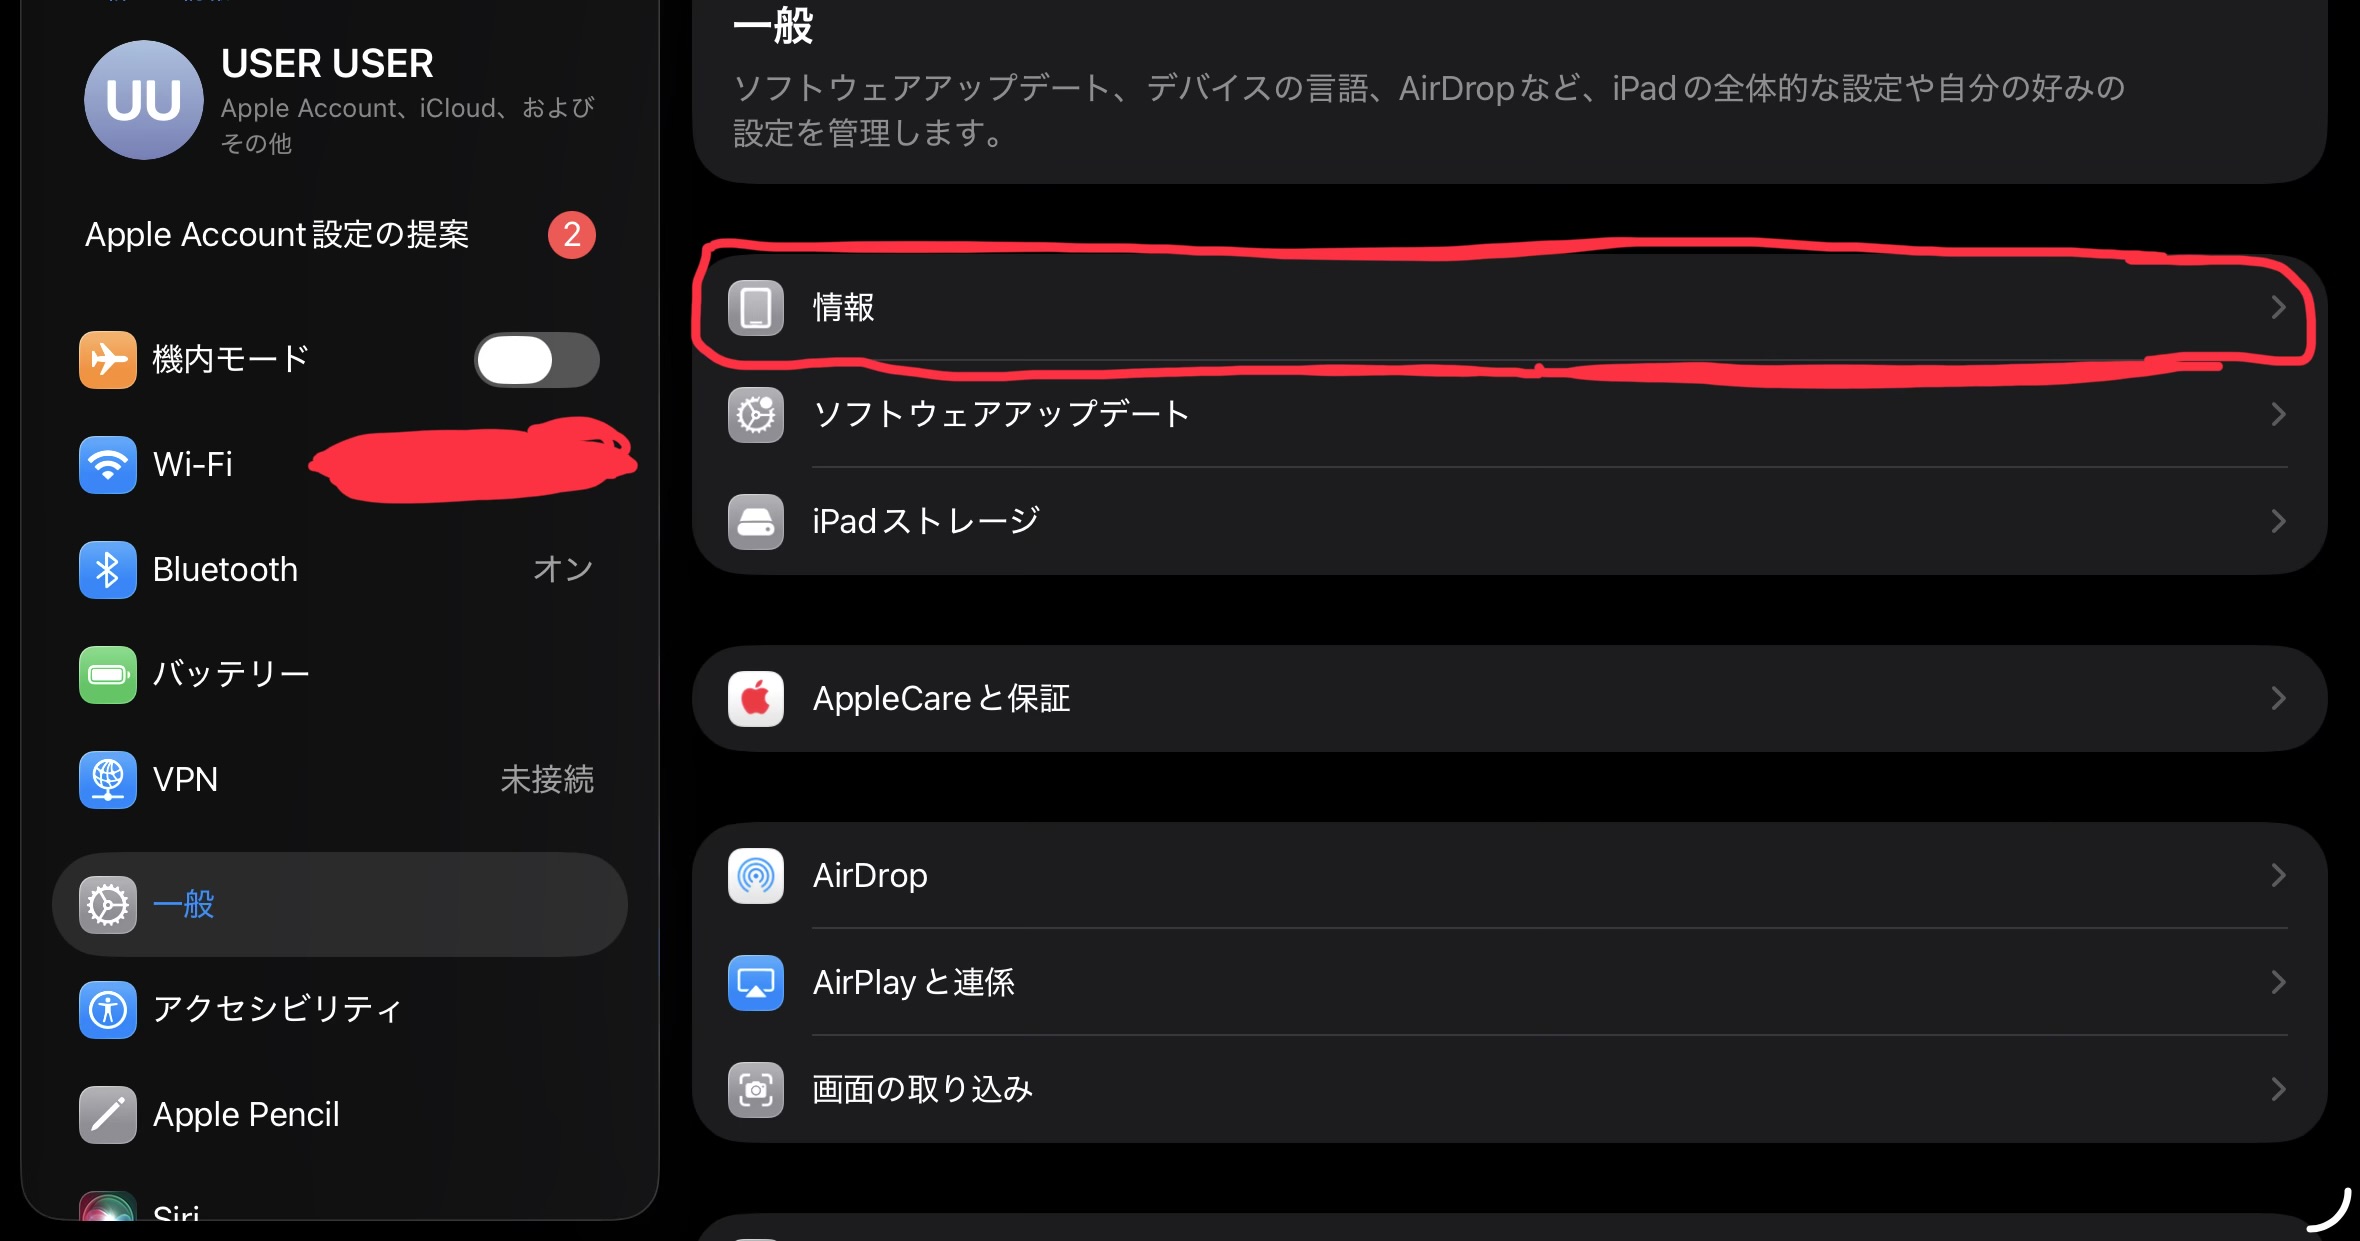 USER USER
UU
Apple Account、iCloud、および
その他
Apple Account設定の提案
2
機内モード
Wi-Fi
Bluetooth
オン
バッテリー
VPN
未接続
一般
アクセシビリティ
Apple Pencil
Siri
一般
ソフトウェアアップデート、デバイスの言語、AirDropなど、iPadの全体的な設定や自分の好みの
設定を管理します。
情報
ソフトウェアアップデート
iPadストレージ
AppleCareと保証
AirDrop
AirPlayと連係
画面の取り込み